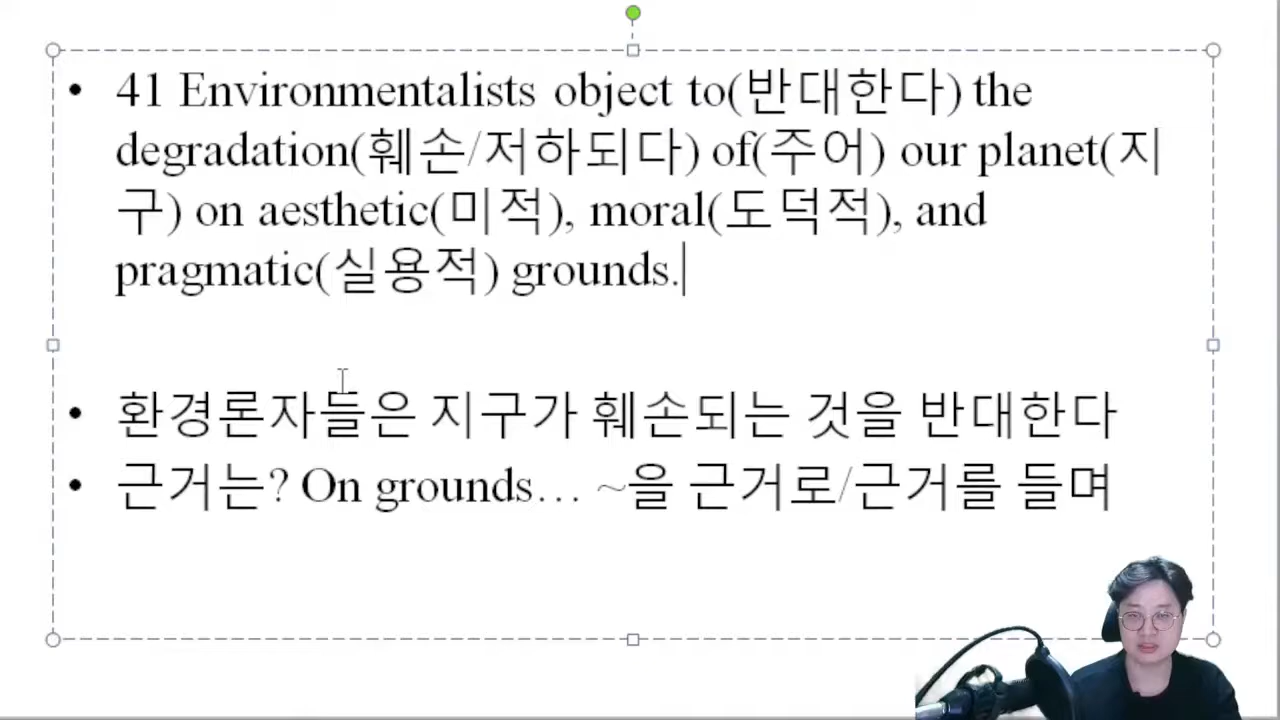 • 41 Environmentalists object to(반대한다) the
degradation(훼손/저하되다) of(주어) our planet(지
구) on aesthetic(미적), moral(도덕적), and
pragmatic(실용적) grounds.
• 환경론자들은 지구가 훼손되는 것을 반대한다
• 근거는? On grounds… ~을 근거로/근거를 들며